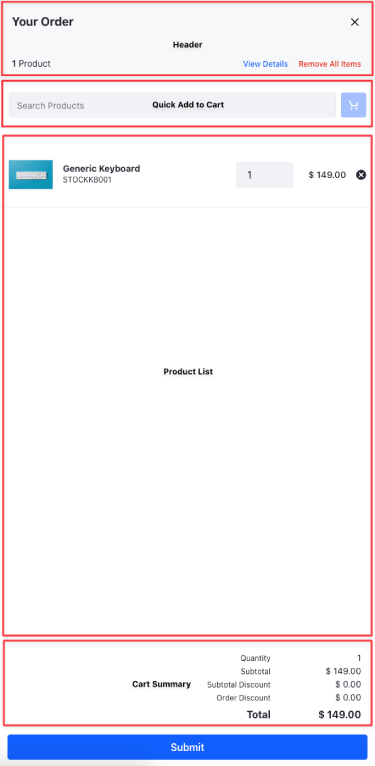 Your Order
Header
1 Product View Details Remove All Items
Search Products Quick Add to Cart
Generic Keyboard
STOCKKB001
1 $ 149.00
Product List
Quantity 1
Subtotal $ 149.00
Cart Summary Subtotal Discount $ 0.00
Order Discount $ 0.00
Total $ 149.00
Submit